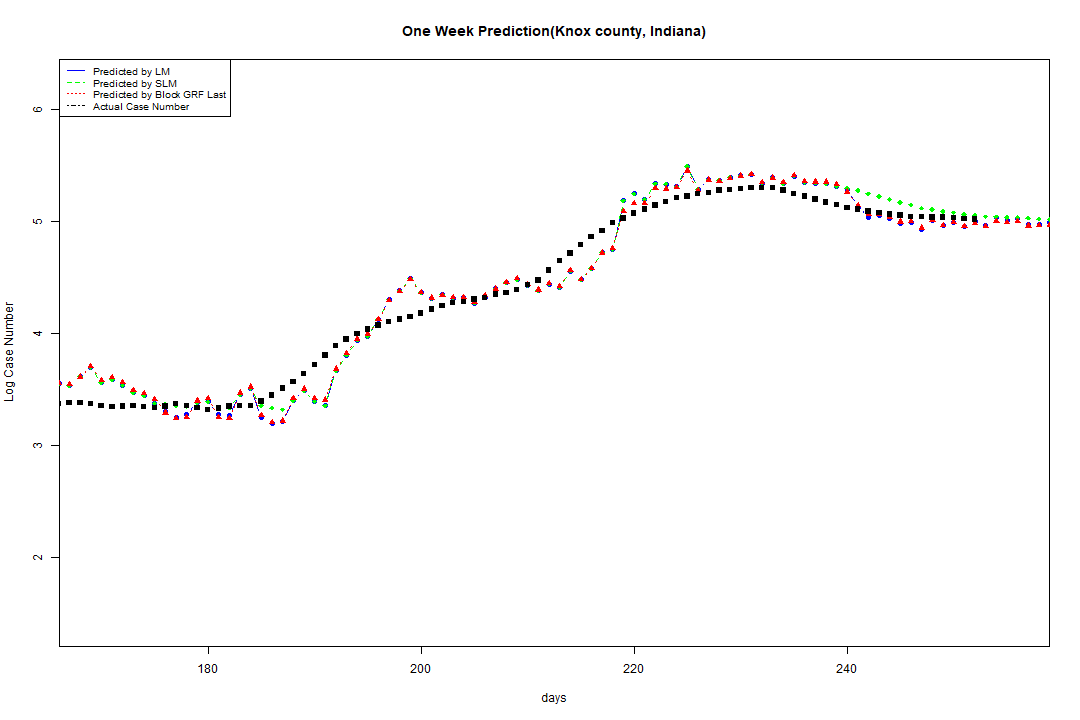 One Week Prediction(Knox county, Indiana)
Predicted by LM
Predicted by SLM
Predicted by Block GRF Last
Actual Case Number
6
5
4
3
2
Log Case Number
180
200
220
240
days